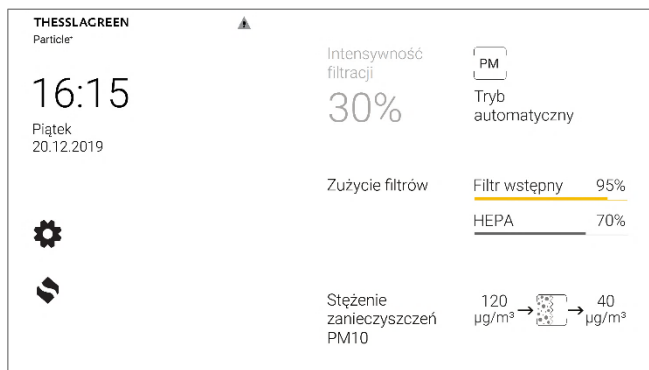 THESSLAGREEN
Particle+
16:15
Piątek
20.12.2019
Intensywność
filtracji
30%
PM
Tryb
automatyczny
Zużycie filtrów
Filtr wstępny 95%
HEPA 70%
Stężenie
zanieczyszczeń
PM10
120
µg/m³
40
µg/m³